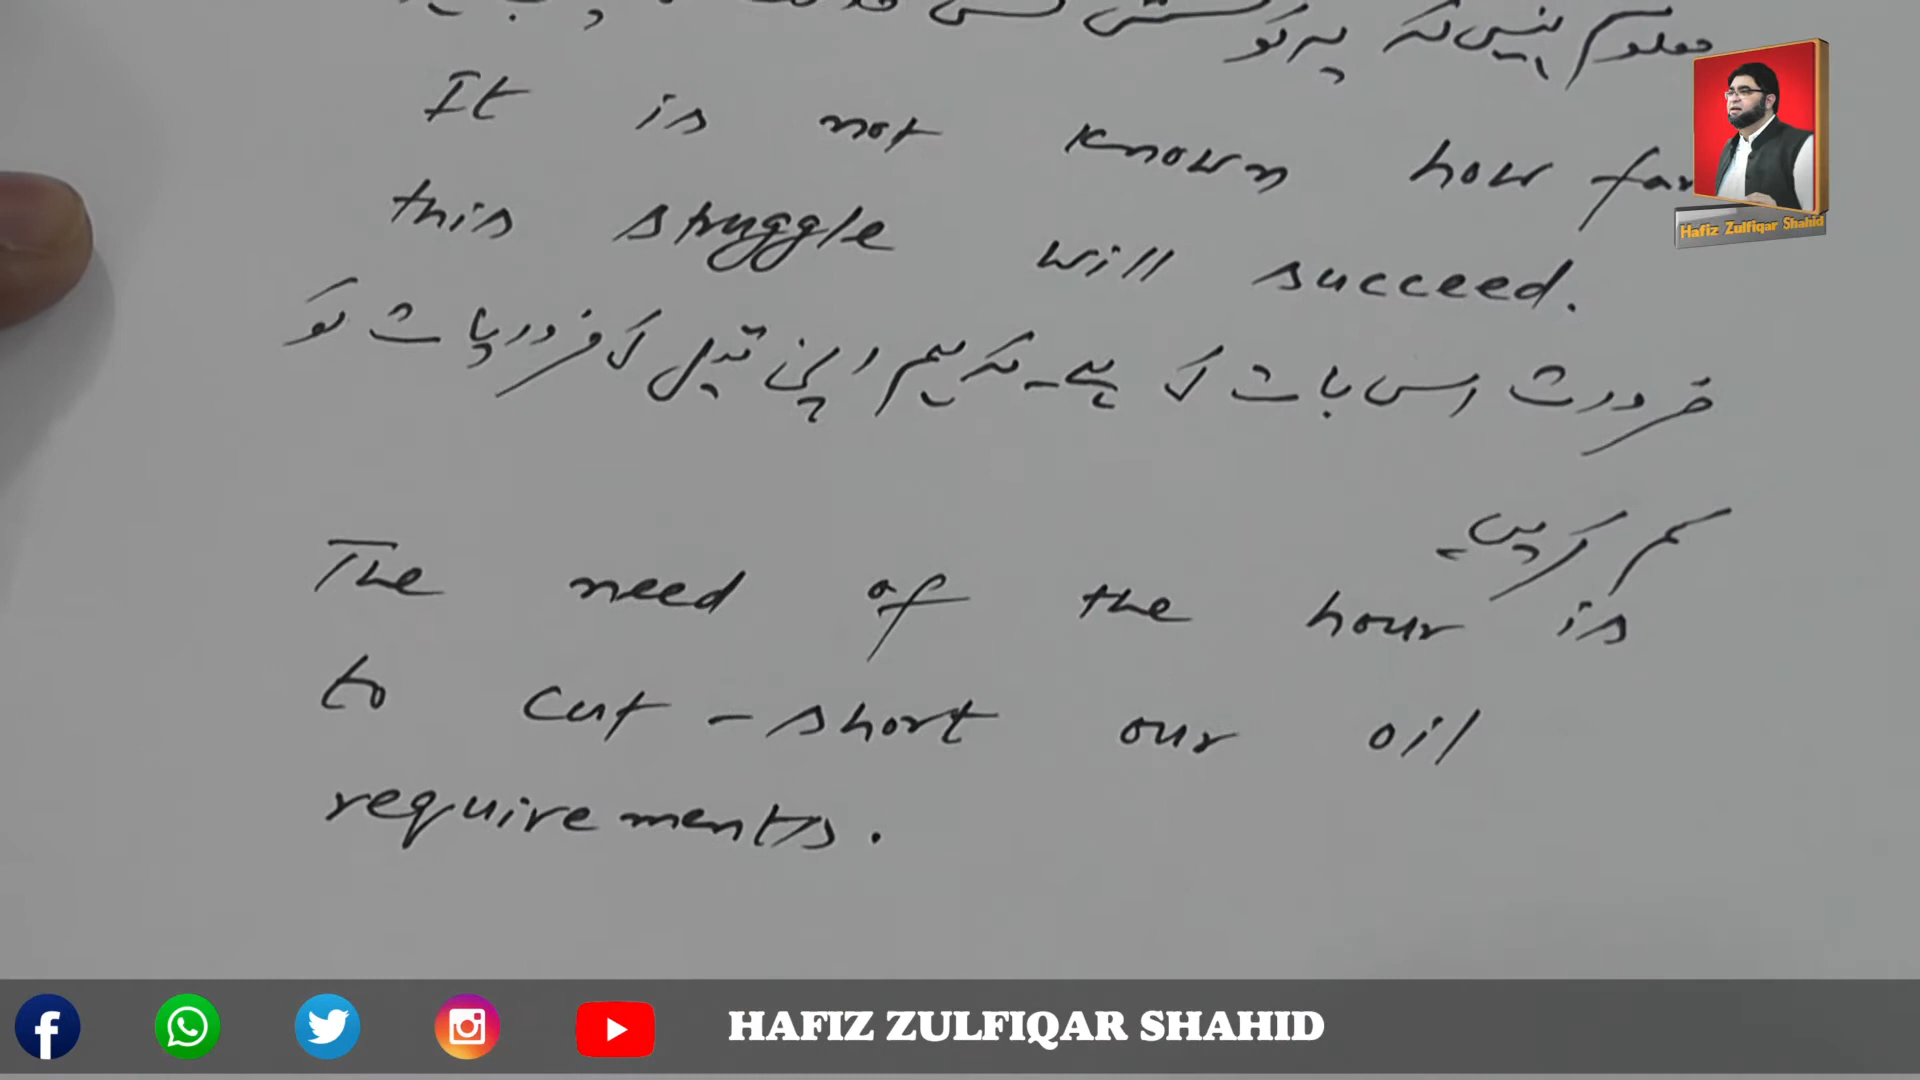 معلوم نہیں کہ یہ کوشش کس
It is not known how far
this struggle will succeed.
ضرورت اس بات کی ہے۔ کہ ہم اپنی تیل کی ضروریات کو
کم کریں۔
The need of the hour is
to cut-short our oil
requirements.
Hafiz Zulfiqar Shahid
HAFIZ ZULFIQAR SHAHID